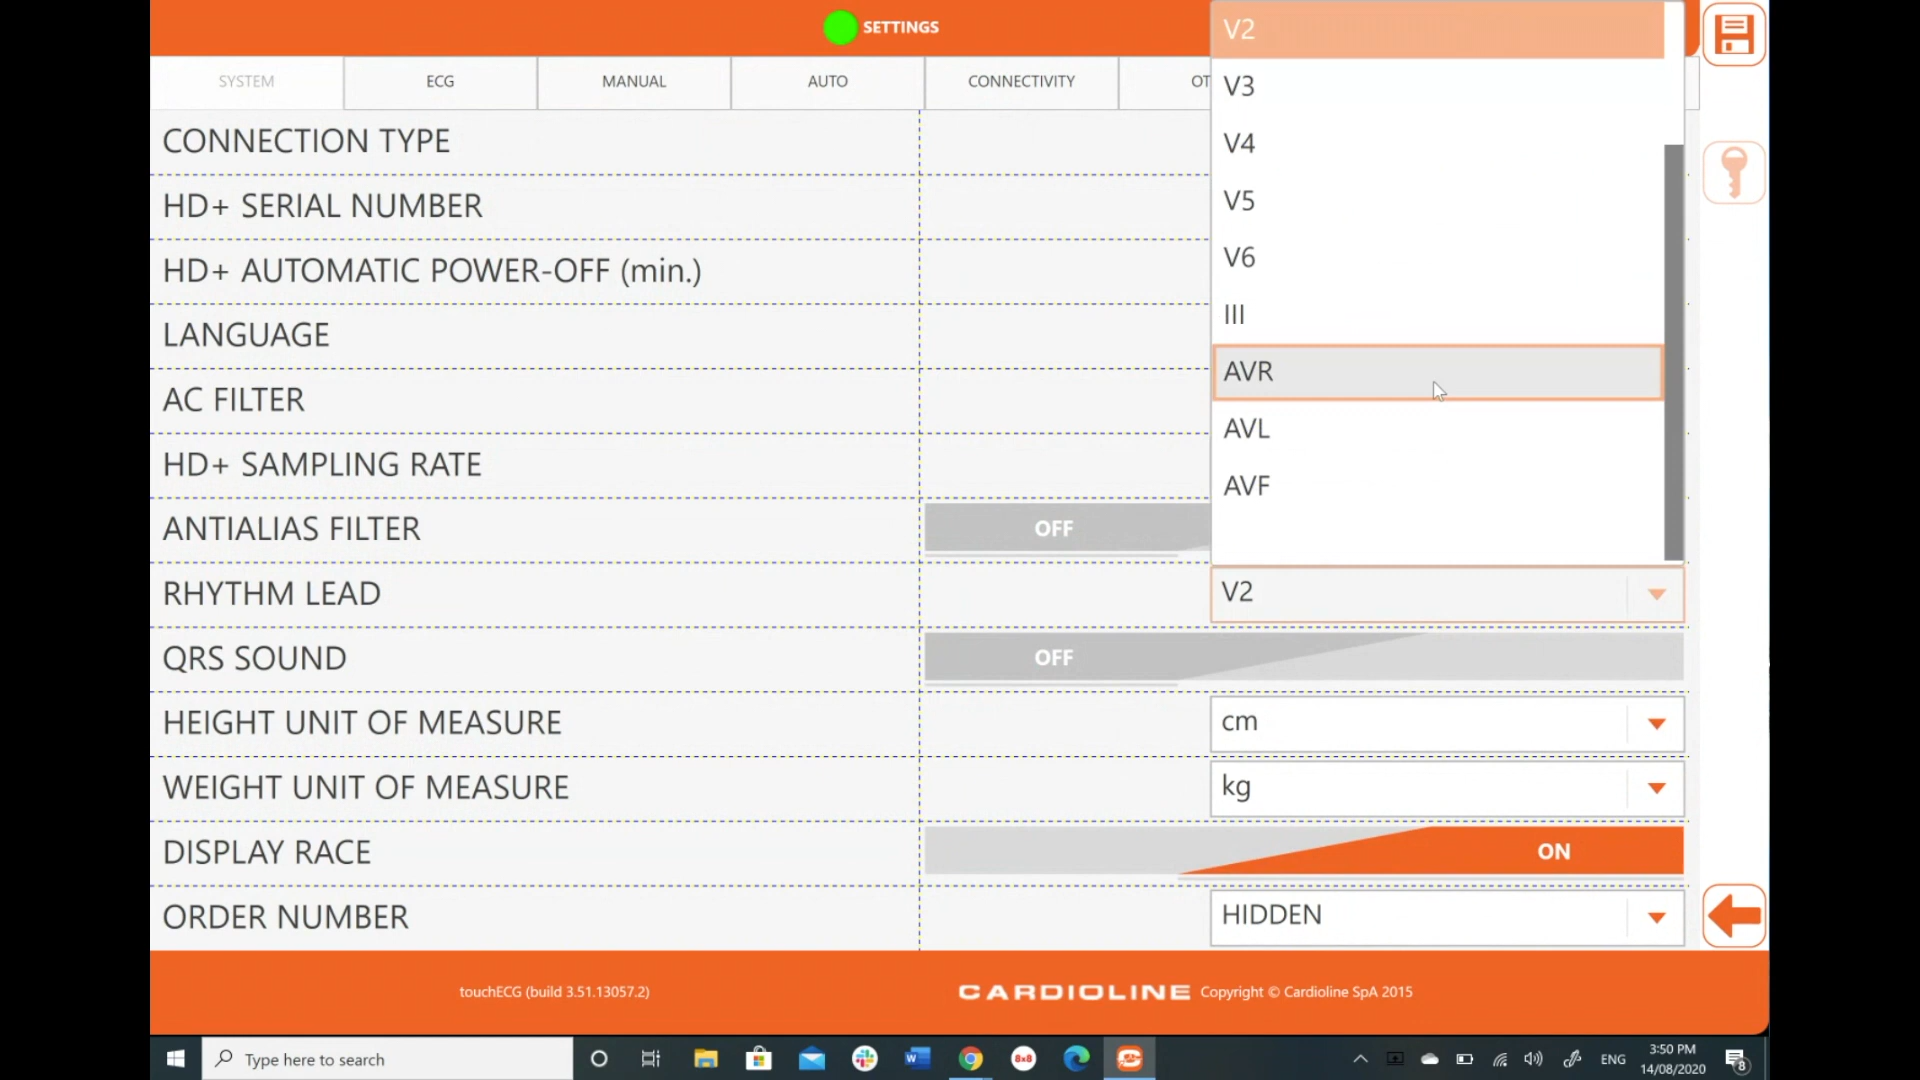 SETTINGS
SYSTEM
ECG
MANUAL
AUTO
CONNECTIVITY
OT
CONNECTION TYPE
HD+ SERIAL NUMBER
HD+ AUTOMATIC POWER-OFF (min.)
LANGUAGE
AC FILTER
HD+ SAMPLING RATE
V2
V3
V4
V5
V6
III
AVR
AVL
AVF
ANTIALIAS FILTER
OFF
RHYTHM LEAD
V2
QRS SOUND
OFF
HEIGHT UNIT OF MEASURE
cm
WEIGHT UNIT OF MEASURE
kg
DISPLAY RACE
ON
ORDER NUMBER
HIDDEN
touchECG (build 3.51.13057.2)
CARDIOLINE Copyright © Cardioline SpA 2015
Type here to search
W
8x8
ENG
3:50 PM
14/08/2020
8